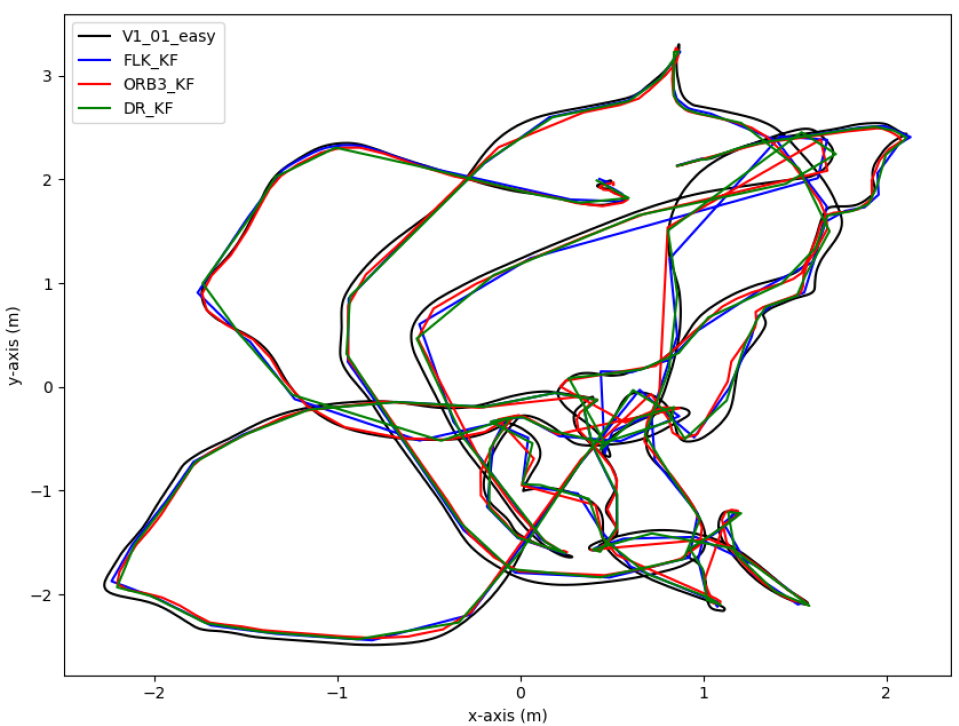 V1_01_easy
FLK_KF
ORB3_KF
DR_KF
3
2
1
0
−1
−2
y-axis (m)
−2 −1 0 1 2
x-axis (m)